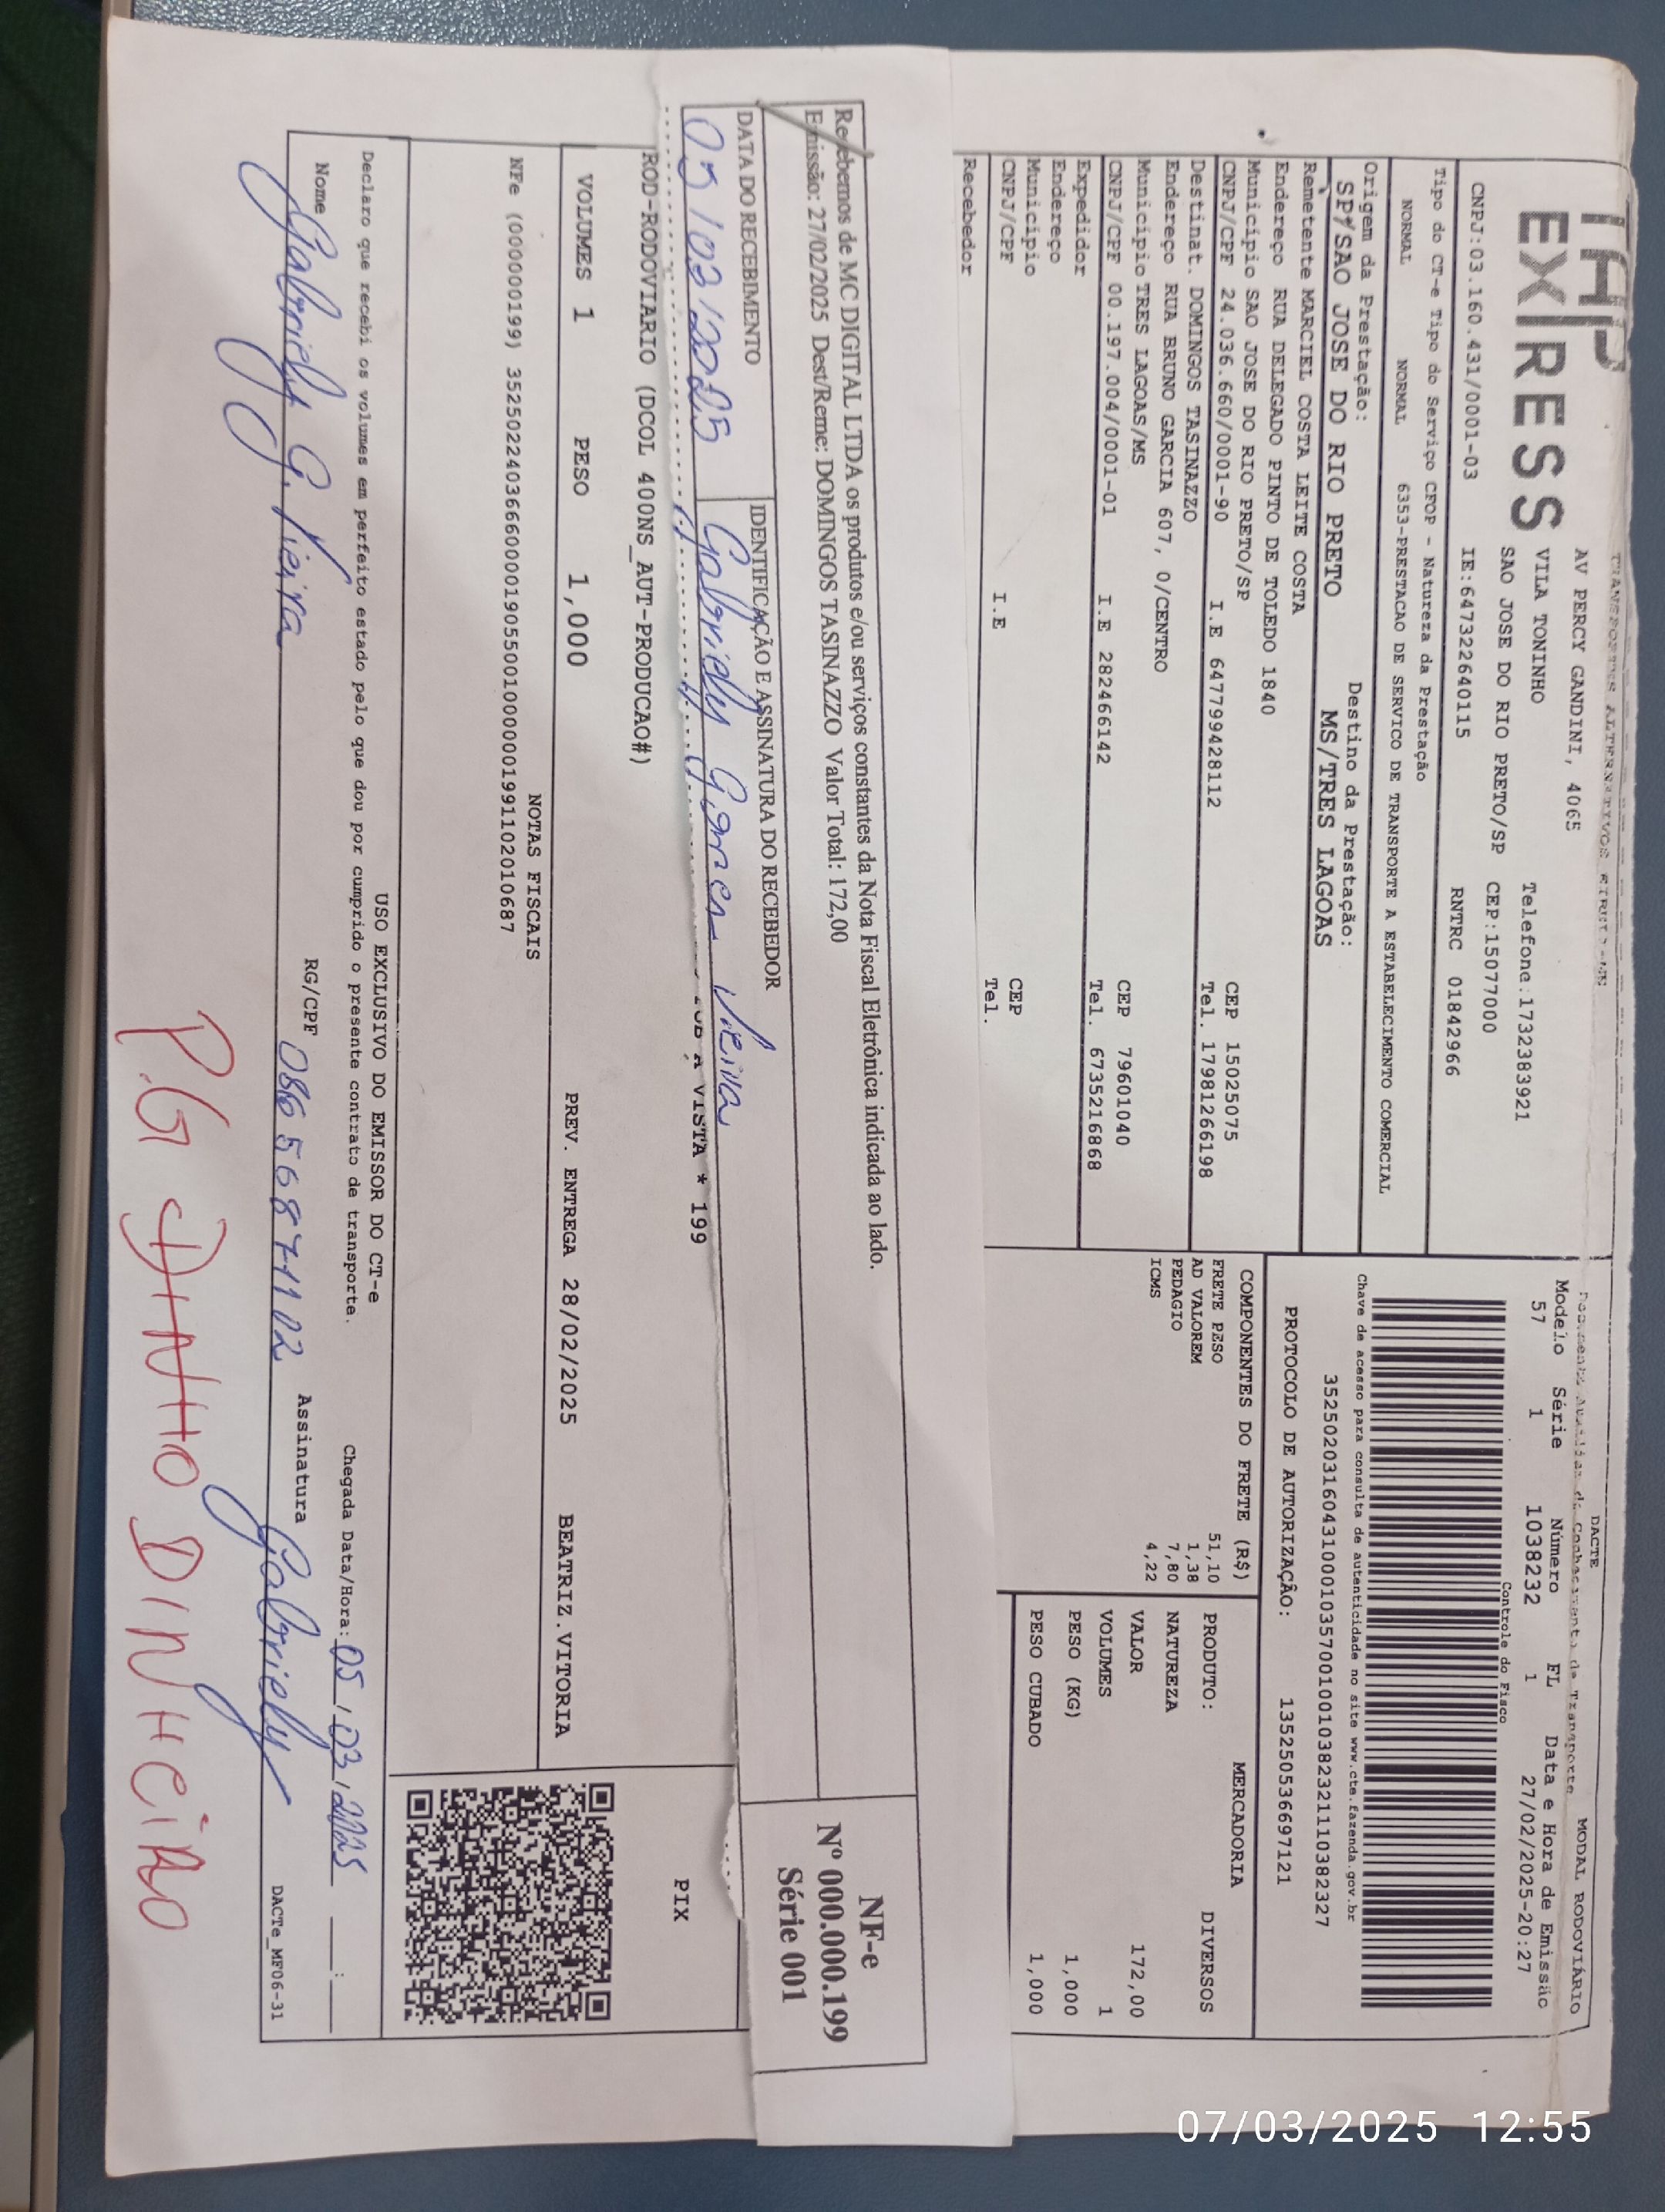 TRANSPORTES ALTERNATIVOS
DACTE
MODAL RODOVIÁRIO
EXPRESS
AV PERCY GANDINI, 4065
VILA TONINHO
Telefone:1732383921
SAO JOSE DO RIO PRETO/SP CEP:15077000
CNPJ:03.160.431/0001-03 IE:647322640115 RNTRC 01842966
Modelo Série Número FL Data e Hora de Emissão
57 1 1038232 1 27/02/2025-20:27
Controle do Fisco
Tipo do CT-e Tipo do Serviço CFOP - Natureza da Prestação
NORMAL NORMAL 6353-PRESTACAO DE SERVICO DE TRANSPORTE A ESTABELECIMENTO COMERCIAL
Chave de acesso para consulta de autenticidade no site www.cte.fazenda.gov.br
35250203160431000103570010010382321110382327
Origem da Prestação: Destino da Prestação:
SP/SAO JOSE DO RIO PRETO MS/TRES LAGOAS
PROTOCOLO DE AUTORIZAÇÃO: 135250536697121
Remetente MARCIEL COSTA LEITE COSTA
Endereço RUA DELEGADO PINTO DE TOLEDO 1840
Município SAO JOSE DO RIO PRETO/SP CEP 15025075
CNPJ/CPF 24.036.660/0001-90 I.E 647799428112 Tel. 17981266198
Destinat. DOMINGOS TASINAZZO
Endereço RUA BRUNO GARCIA 607, 0/CENTRO
Município TRES LAGOAS/MS CEP 79601040
CNPJ/CPF 00.197.004/0001-01 I.E 282466142 Tel. 6735216868
Expedidor
Endereço
Município CEP
CNPJ/CPF I.E Tel.
Recebedor
COMPONENTES DO FRETE (R$)
FRETE PESO 51,10
AD VALOREM 1,38
PEDAGIO 7,80
ICMS 4,22
MERCADORIA
PRODUTO: DIVERSOS
NATUREZA
VALOR 172,00
VOLUMES 1
PESO (KG) 1,000
PESO CUBADO 1,000
Recebemos de MC DIGITAL LTDA os produtos e/ou serviços constantes da Nota Fiscal Eletrônica indicada ao lado.
Emissão: 27/02/2025 Dest/Reme: DOMINGOS TASINAZZO Valor Total: 172,00
NF-e
Nº 000.000.199
Série 001
DATA DO RECEBIMENTO IDENTIFICAÇÃO E ASSINATURA DO RECEBEDOR
05/03/2025 Gabriely Garces Vieira
A VISTA * 199
PIX
ROD-RODOVIARIO (DCOL 400NS_AUT-PRODUCAO#)
VOLUMES 1 PESO 1,000 PREV. ENTREGA 28/02/2025 BEATRIZ.VITORIA
NOTAS FISCAIS
NFe (000000199) 35250224036660000190550010000001991102010687
USO EXCLUSIVO DO EMISSOR DO CT-e
Declaro que recebi os volumes em perfeito estado pelo que dou por cumprido o presente contrato de transporte. Chegada Data/Hora: 05/03/2025 __:__
Nome Gabriely G. Vieira RG/CPF 08656871102 Assinatura Gabriely
DACTe_MF06-31
P.G DINHO DINHEIRO